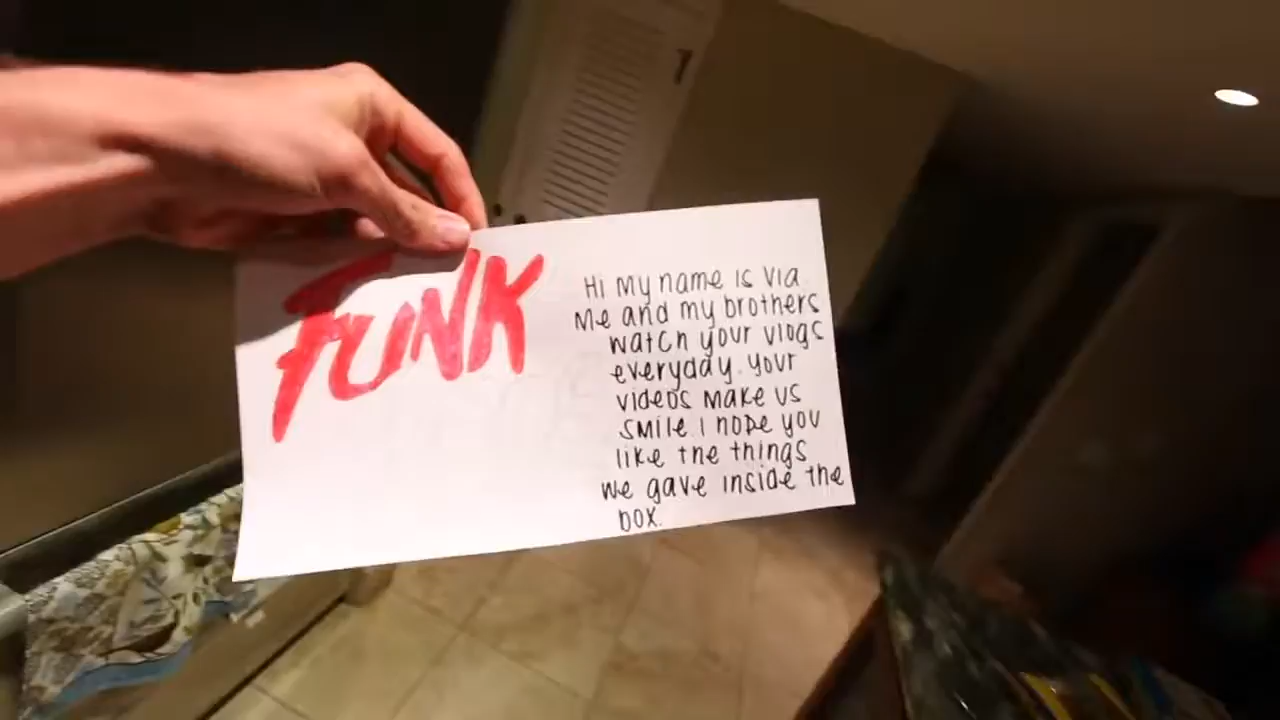 FUNK
Hi My name is Via
Me and my brothers
watch your vlogs
everyday. your
videos make us
smile. I hope you
like the things
we gave inside the
box.